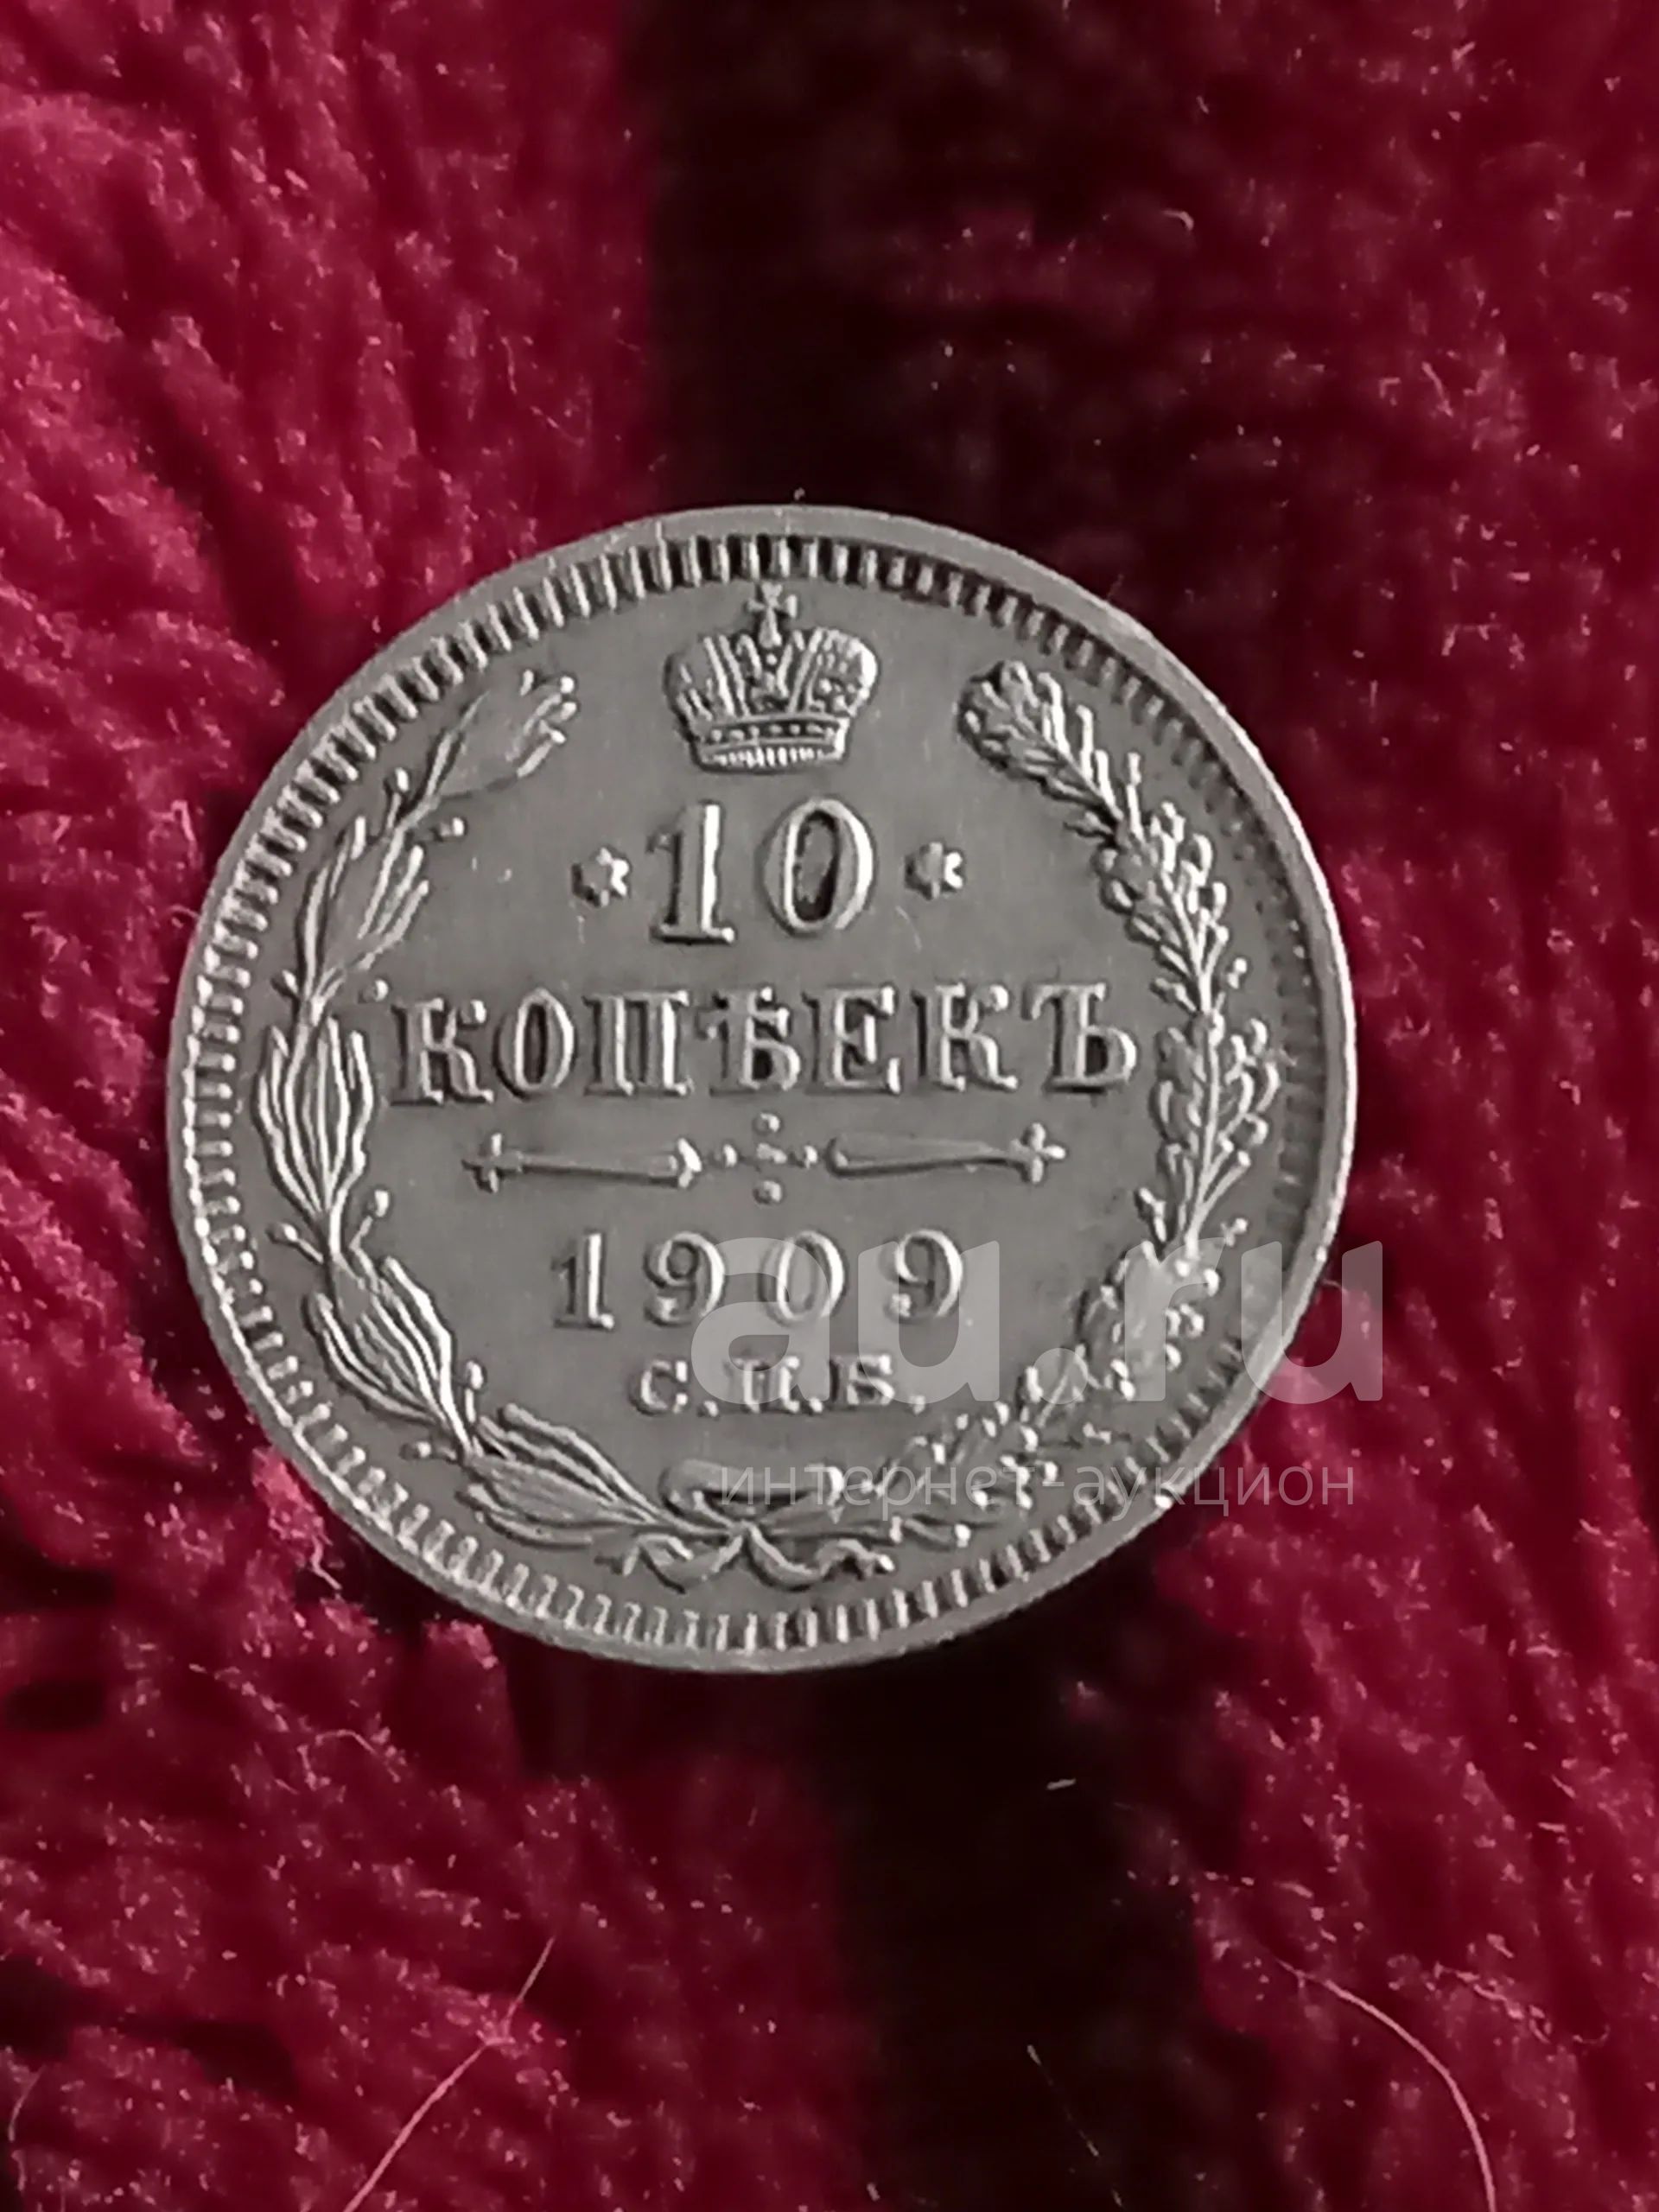 10
КОПѢЕКЪ
1909
С.П.Б.
au.ru
интернет-аукцион